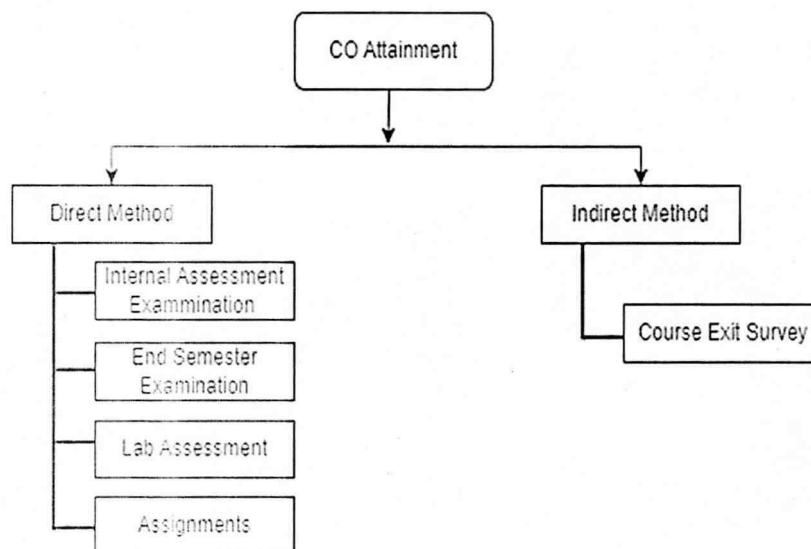 CO Attainment
Direct Method
Internal Assessment
Exammination
End Semester
Examination
Lab Assessment
Assignments
Indirect Method
Course Exit Survey